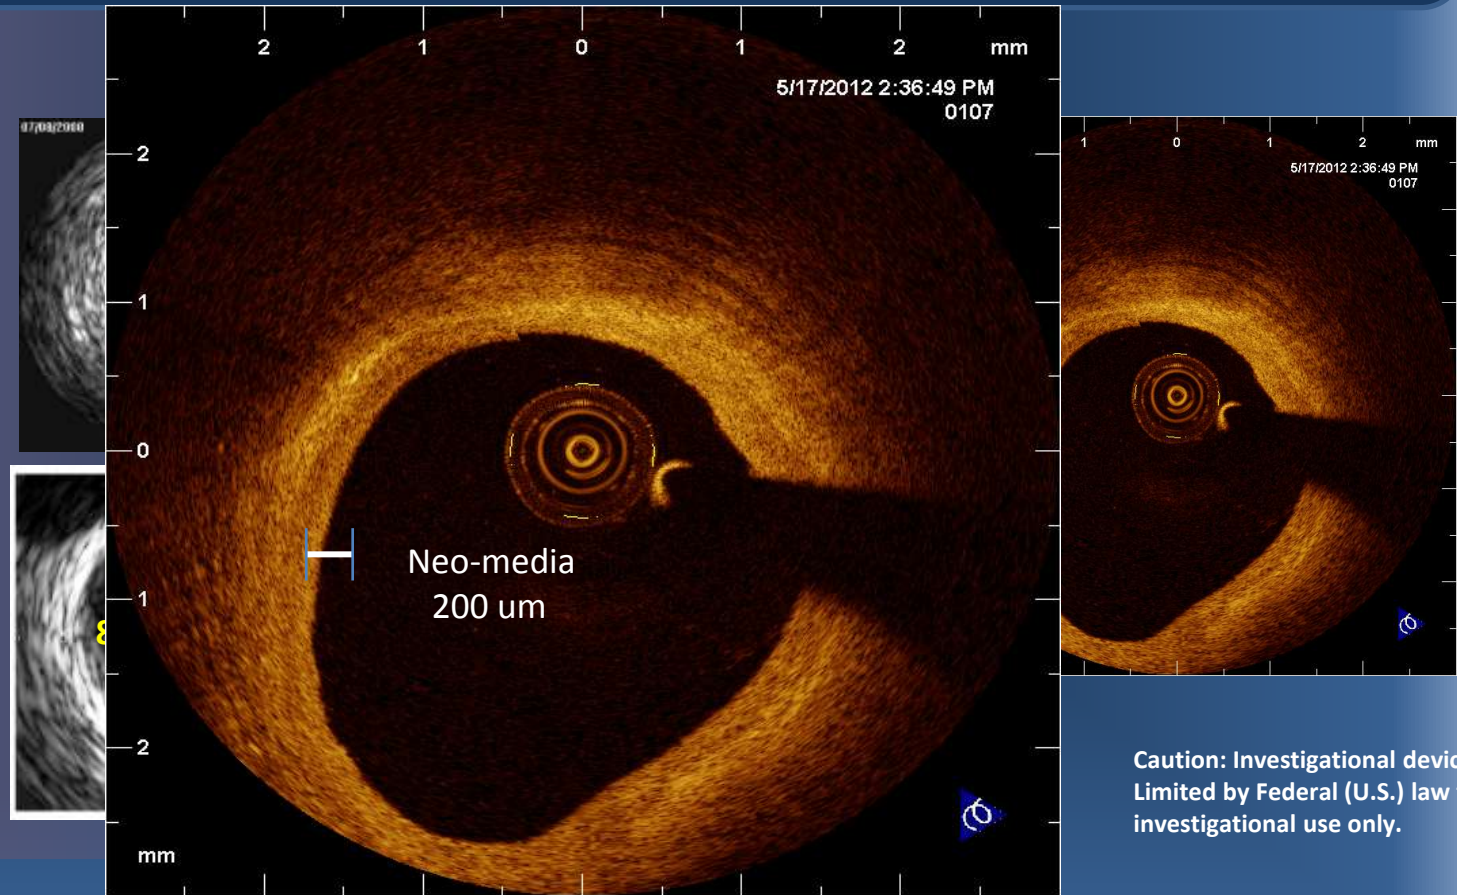 2 1 0 1 2 mm
5/17/2012 2:36:49 PM
0107
2
1
0
1
2
mm
Neo-media
200 um
1 0 1 2 mm
5/17/2012 2:36:49 PM
0107
Caution: Investigational
Limited by Federal (U.S.) law
investigational use only.